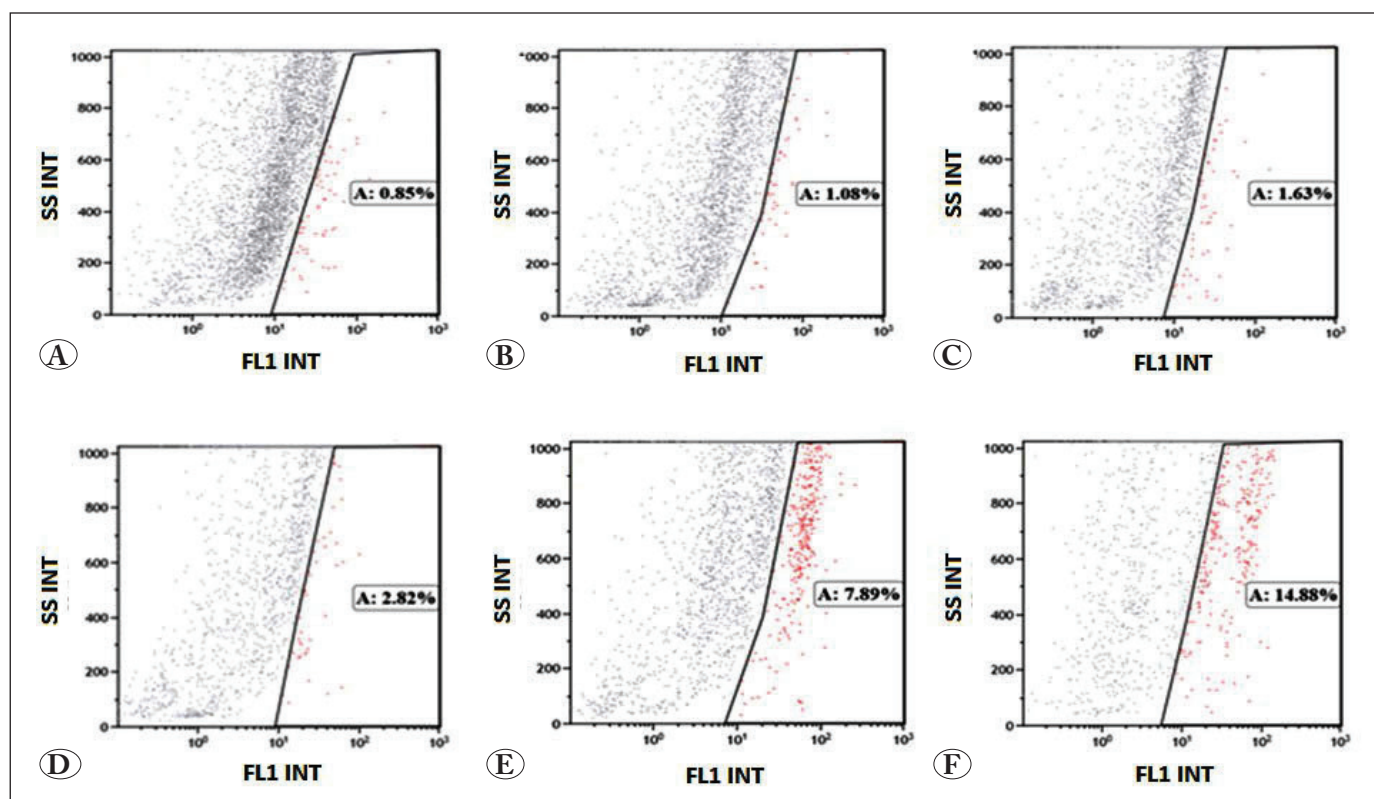 1000
800
600
400
200
0
SS INT
A: 0.85%
10⁰
10¹
10²
10³
FL1 INT
A
1000
800
600
400
200
0
SS INT
A: 1.08%
10⁰
10¹
10²
10³
FL1 INT
B
1000
800
600
400
200
0
SS INT
A: 1.63%
10⁰
10¹
10²
10³
FL1 INT
C
1000
800
600
400
200
0
SS INT
A: 2.82%
10⁰
10¹
10²
10³
FL1 INT
D
1000
800
600
400
200
0
SS INT
A: 7.89%
10⁰
10¹
10²
10³
FL1 INT
E
1000
800
600
400
200
0
SS INT
A: 14.88%
10⁰
10¹
10²
10³
FL1 INT
F